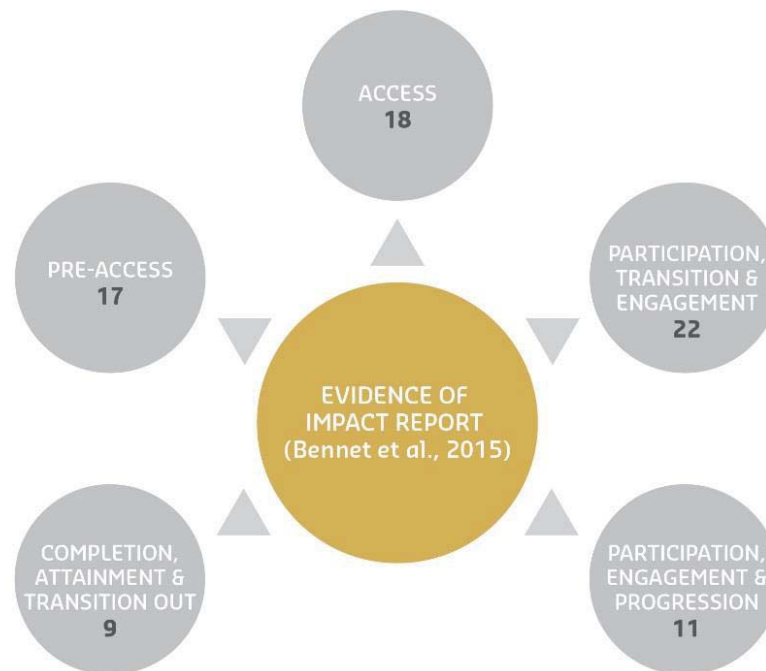 ACCESS
18
PRE-ACCESS
17
PARTICIPATION,
TRANSITION &
ENGAGEMENT
22
EVIDENCE OF
IMPACT REPORT
(Bennet et al., 2015)
COMPLETION,
ATTAINMENT &
TRANSITION OUT
9
PARTICIPATION,
ENGAGEMENT &
PROGRESSION
11